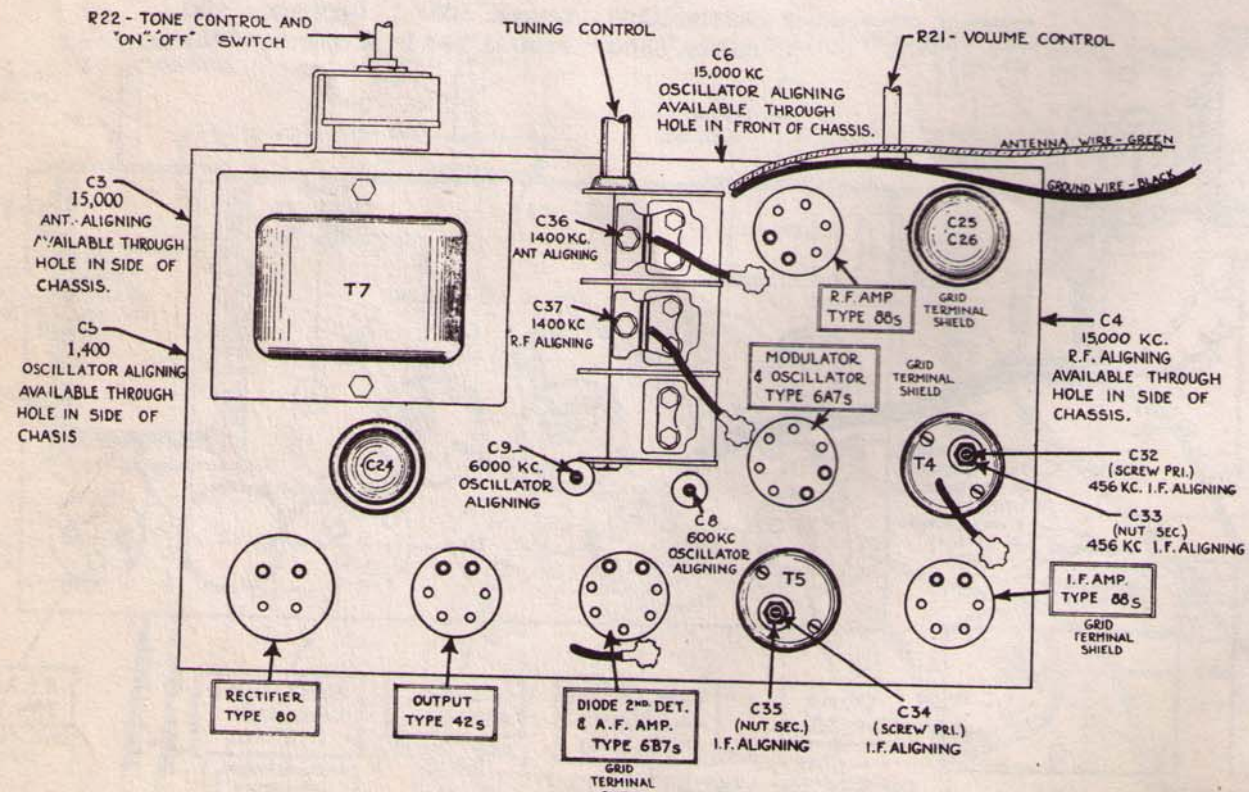 R22 - TONE CONTROL AND
"ON"-"OFF" SWITCH
TUNING CONTROL
R21 - VOLUME CONTROL
C6
15,000 KC
OSCILLATOR ALIGNING
AVAILABLE THROUGH
HOLE IN FRONT OF CHASSIS.
ANTENNA WIRE - GREEN
GROUND WIRE - BLACK
C3
15,000
ANT. ALIGNING
AVAILABLE THROUGH
HOLE IN SIDE OF
CHASSIS.
C5
1,400
OSCILLATOR ALIGNING
AVAILABLE THROUGH
HOLE IN SIDE OF
CHASIS
T7
C24
C36
1400 KC.
ANT ALIGNING
C37
1400 KC
R.F ALIGNING
C9
6000 KC.
OSCILLATOR
ALIGNING
C8
600 KC
OSCILLATOR
ALIGNING
R.F. AMP
TYPE 88s
GRID
TERMINAL
SHIELD
C25
C26
MODULATOR
& OSCILLATOR
TYPE 6A7s
GRID
TERMINAL
SHIELD
C4
15,000 KC.
R.F. ALIGNING
AVAILABLE THROUGH
HOLE IN SIDE OF
CHASSIS.
T4
C32
(SCREW PRI.)
456 KC. I.F. ALIGNING
C33
(NUT SEC.)
456 KC I.F. ALIGNING
T5
I.F. AMP.
TYPE 88s
GRID
TERMINAL
SHIELD
RECTIFIER
TYPE 80
OUTPUT
TYPE 42s
DIODE 2ND. DET.
& A.F. AMP.
TYPE 6B7s
GRID
TERMINAL
C35
(NUT SEC.)
I.F. ALIGNING
C34
(SCREW PRI.)
I.F. ALIGNING